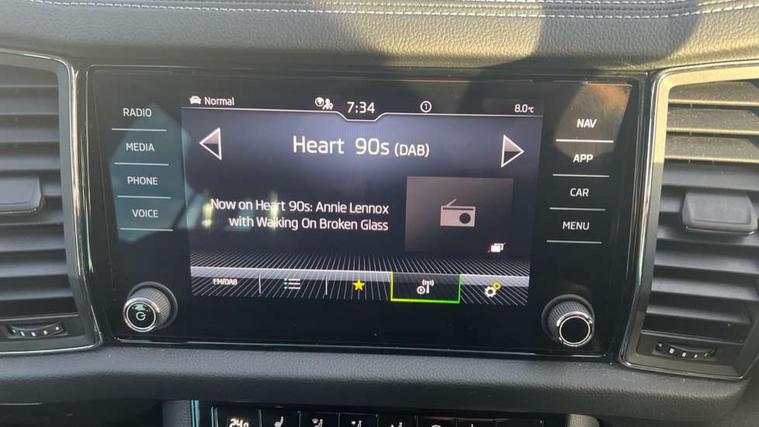 Normal
7:34
8.0°C
RADIO
MEDIA
PHONE
VOICE
Heart 90s (DAB)
Now on Heart 90s: Annie Lennox
with Walking On Broken Glass
FM/DAB
NAV
APP
CAR
MENU